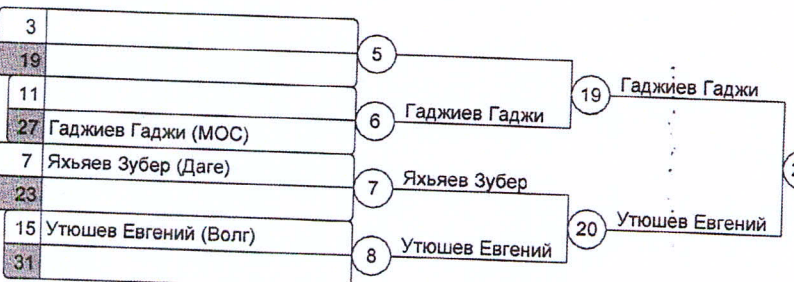 3
19
5
11
19 Гаджиев Гаджи
27 Гаджиев Гаджи (МОС)
6 Гаджиев Гаджи
7 Яхьяев Зубер (Даге)
7 Яхьяев Зубер
23
15 Утюшев Евгений (Волг)
20 Утюшев Евгений
8 Утюшев Евгений
31